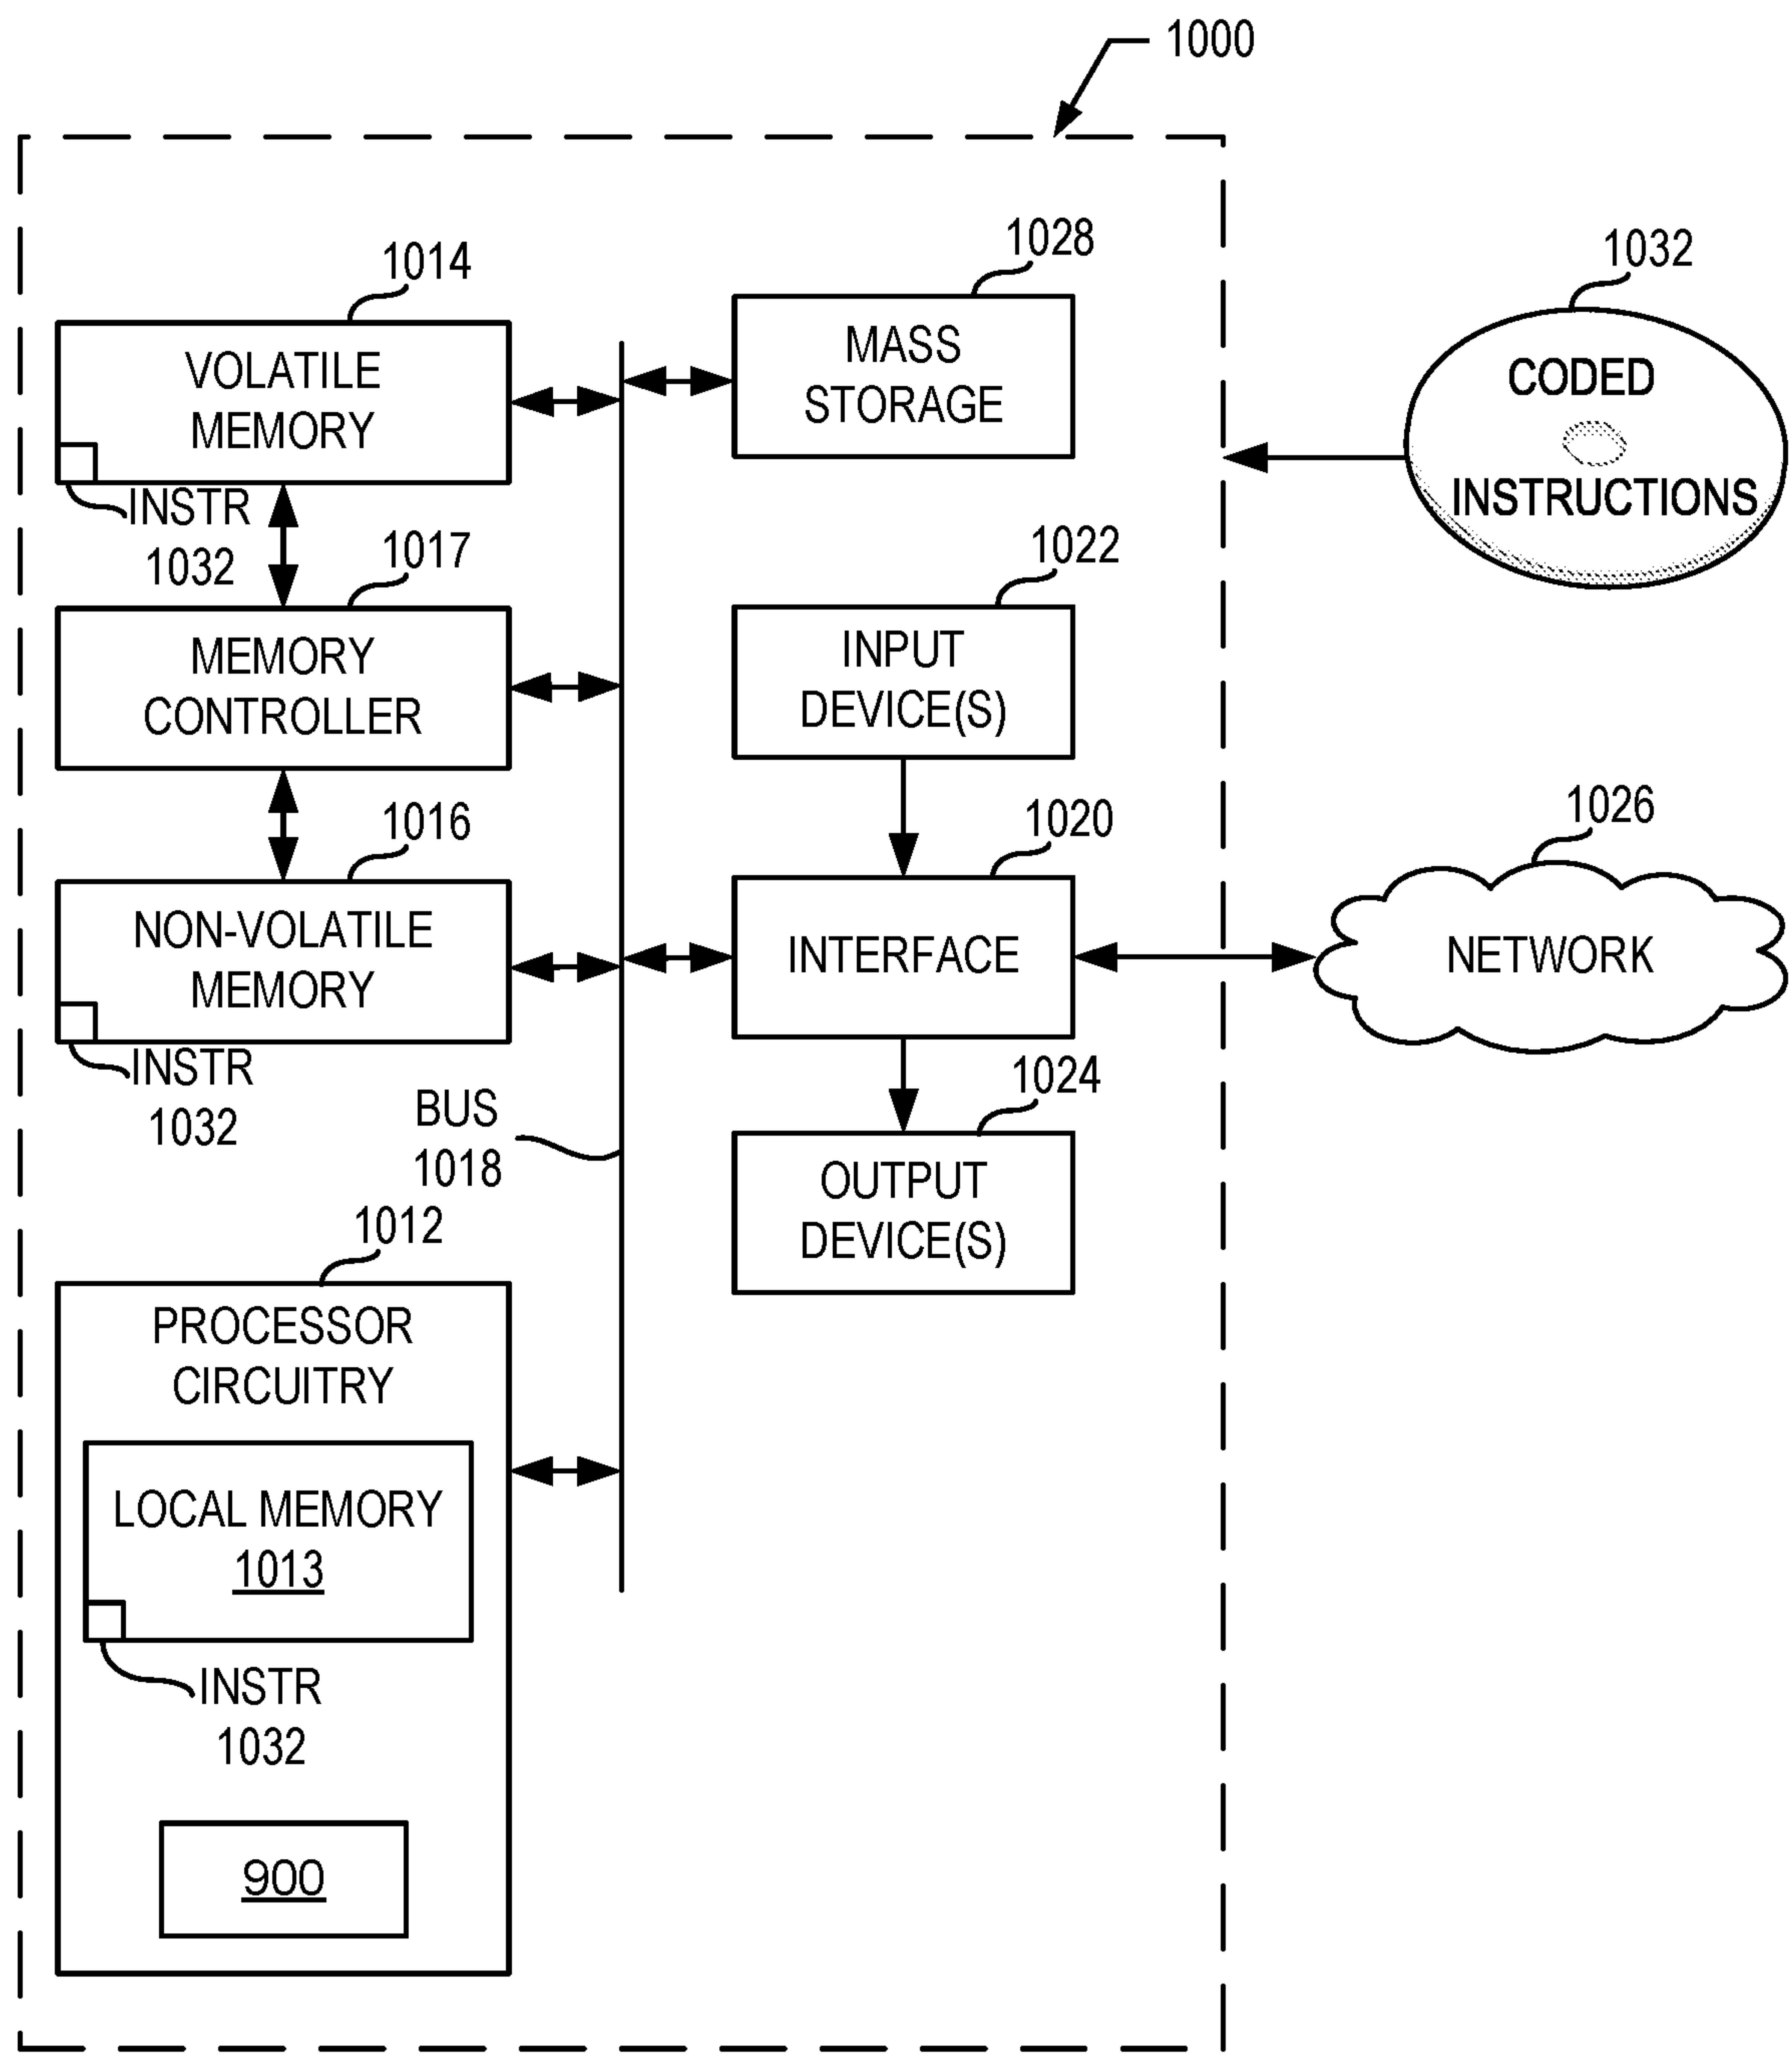 1000
1014
VOLATILE
MEMORY
INSTR
1032
1028
MASS
STORAGE
1032
CODED
INSTRUCTIONS
1017
MEMORY
CONTROLLER
1022
INPUT
DEVICE(S)
1016
NON-VOLATILE
MEMORY
INSTR
1032
1020
INTERFACE
1026
NETWORK
BUS
1018
1024
OUTPUT
DEVICE(S)
1012
PROCESSOR
CIRCUITRY
LOCAL MEMORY
1013
INSTR
1032
900